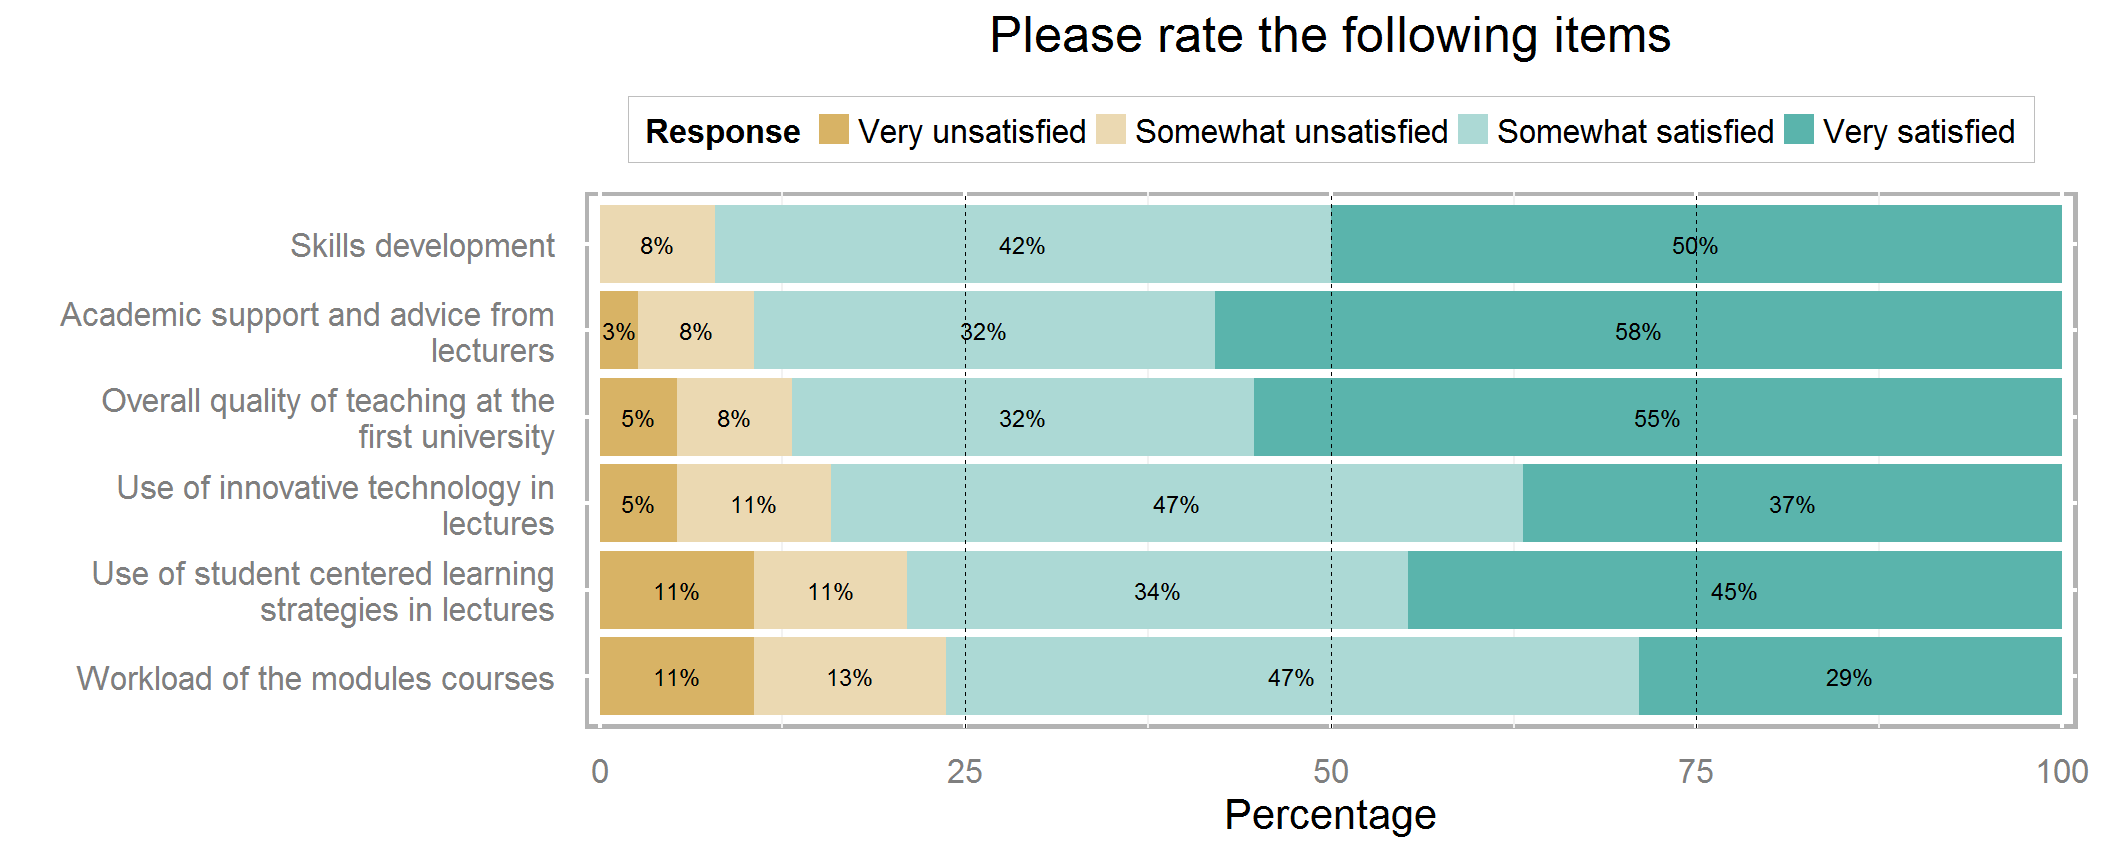 Please rate the following items
Response Very unsatisfied Somewhat unsatisfied Somewhat satisfied Very satisfied
Skills development 8% 42% 50%
Academic support and advice from
lecturers
3% 8% 32% 58%
Overall quality of teaching at the
first university
5% 8% 32% 55%
Use of innovative technology in
lectures
5% 11% 47% 37%
Use of student centered learning
strategies in lectures
11% 11% 34% 45%
Workload of the modules courses 11% 13% 47% 29%
0 25 50 75 100
Percentage